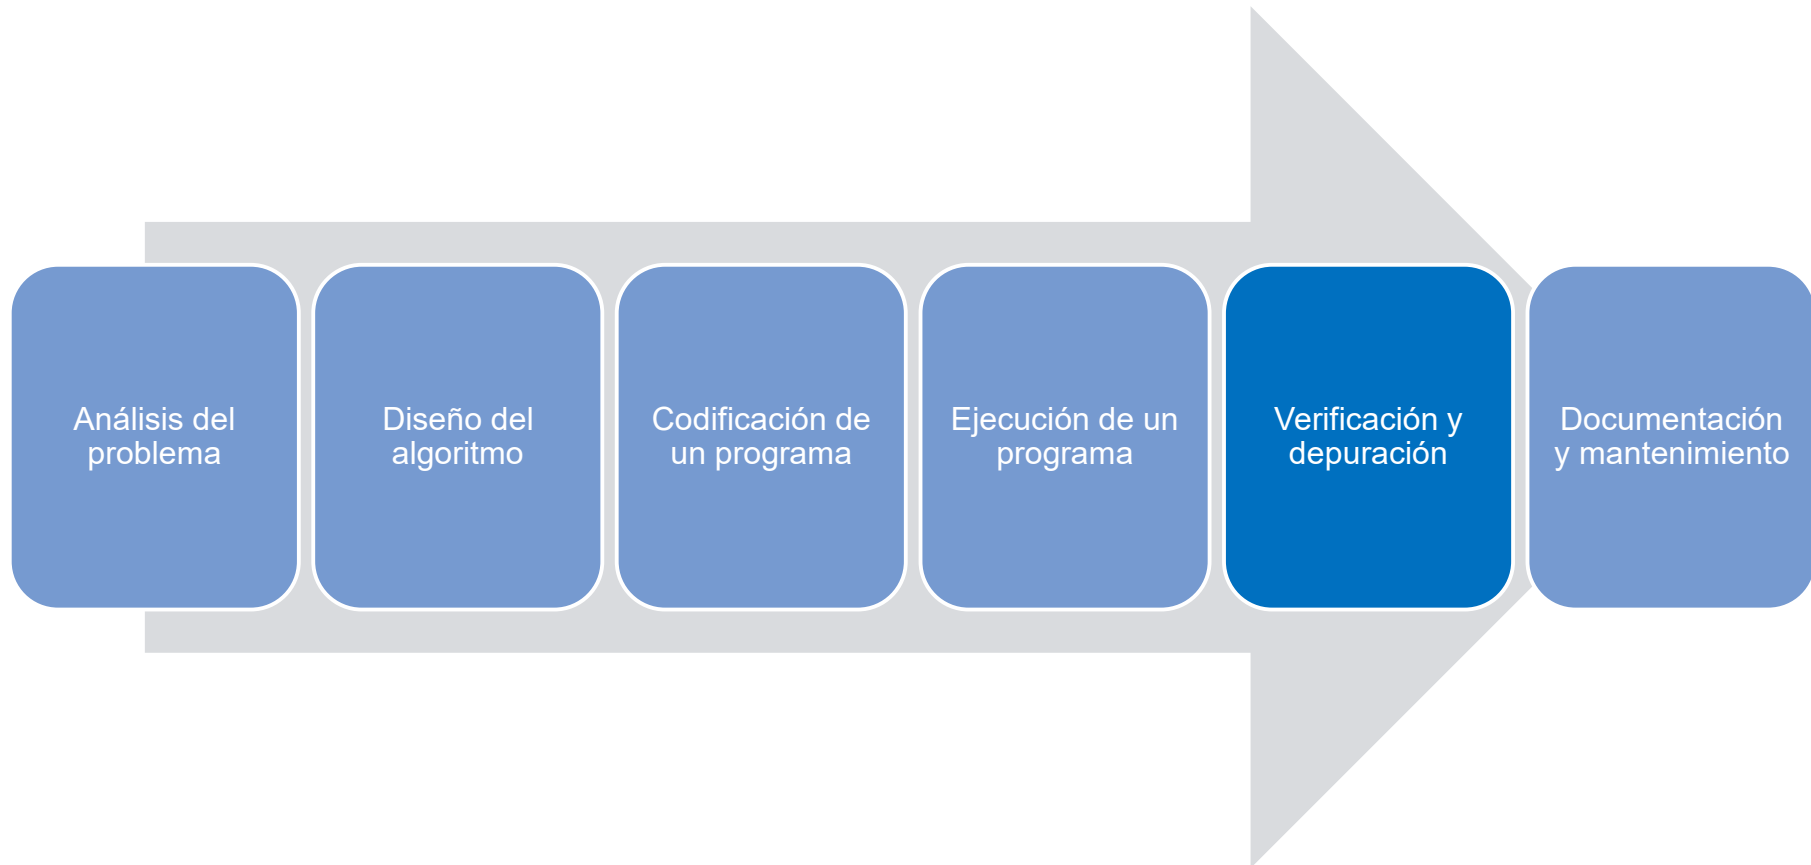 Análisis del
problema
Diseño del
algoritmo
Codificación de
un programa
Ejecución de un
programa
Verificación y
depuración
Documentación
y mantenimiento